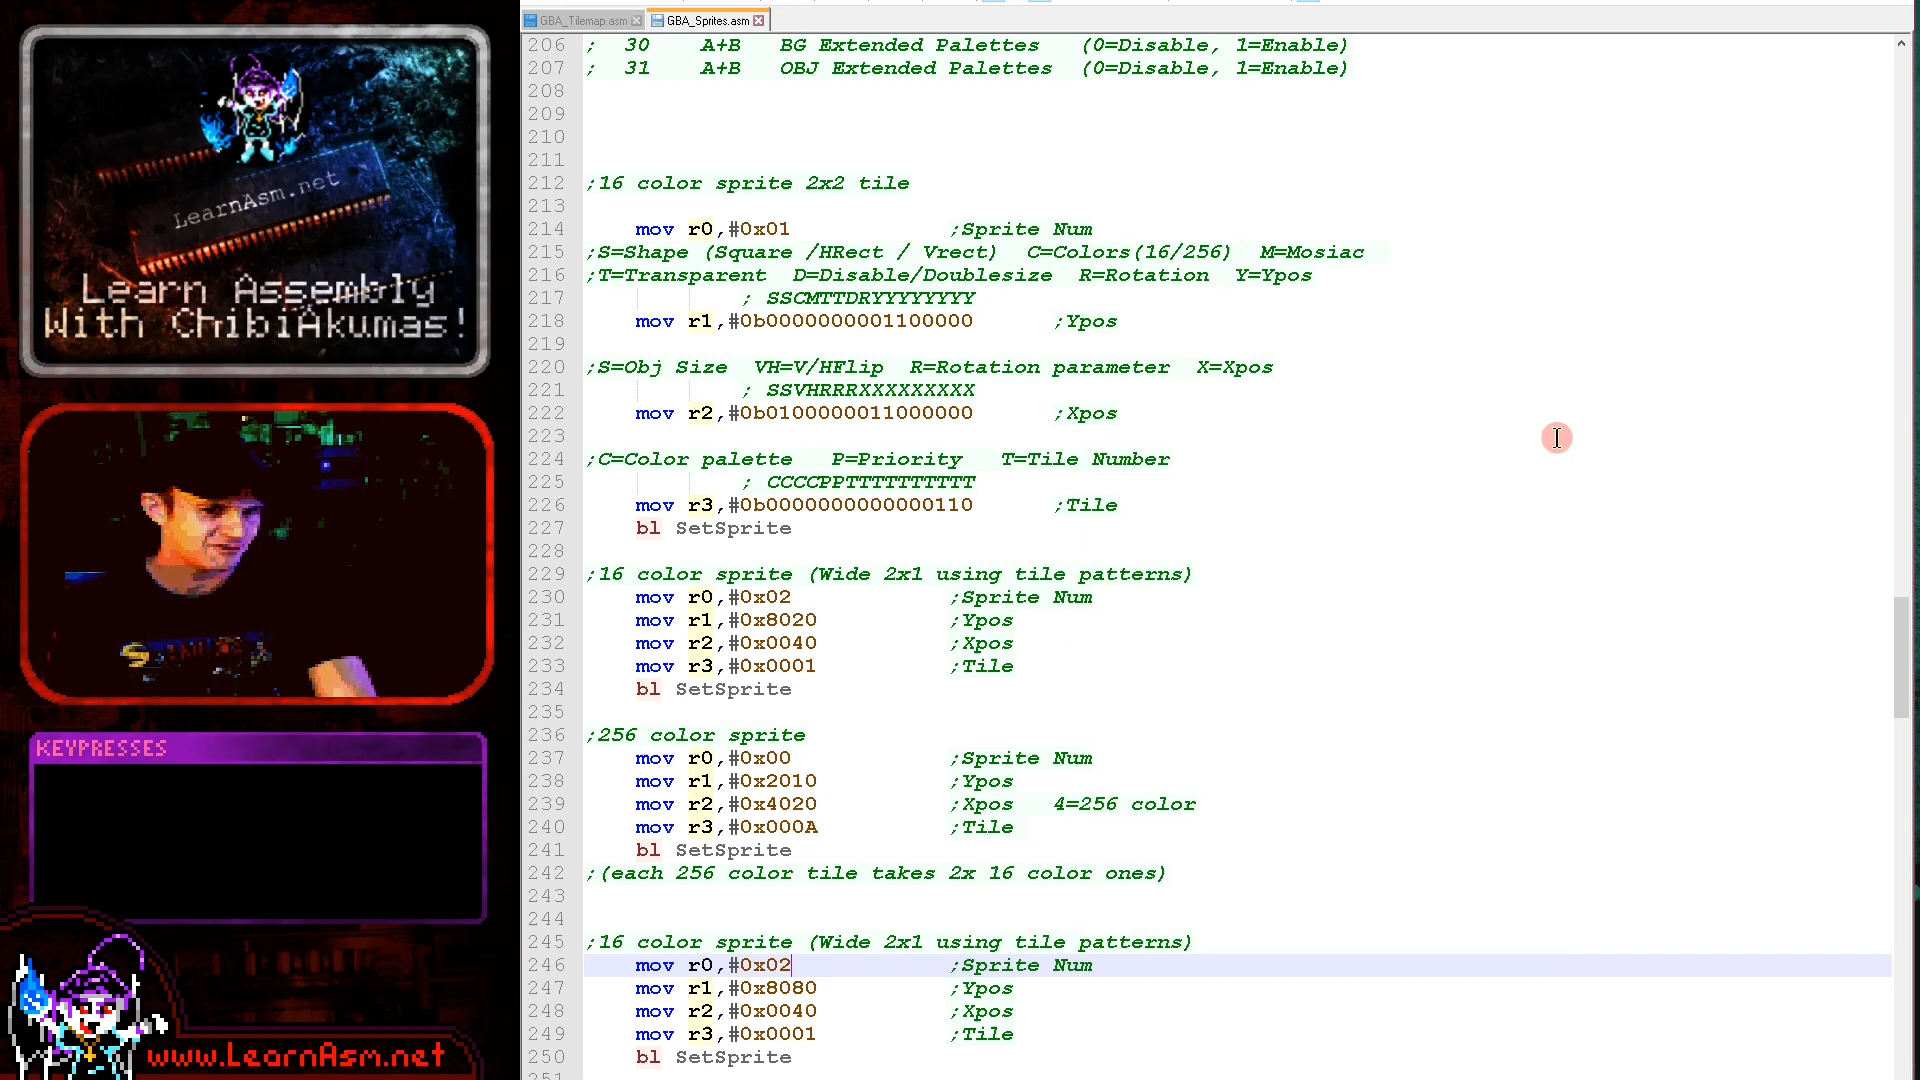 GBA_Tilemap.asm
GBA_Sprites.asm
206 ;  30    A+B   BG Extended Palettes   (0=Disable, 1=Enable)
207 ;  31    A+B   OBJ Extended Palettes  (0=Disable, 1=Enable)
208
209
210
211
212 ;16 color sprite 2x2 tile
213
214 mov r0,#0x01 ;Sprite Num
215 ;S=Shape (Square /HRect / Vrect)  C=Colors(16/256)  M=Mosiac
216 ;T=Transparent  D=Disable/Doublesize  R=Rotation  Y=Ypos
217 ; SSCMTTDRYYYYYYYY
218 mov r1,#0b0000000001100000 ;Ypos
219
220 ;S=Obj Size  VH=V/HFlip  R=Rotation parameter  X=Xpos
221 ; SSVHRRRXXXXXXXXX
222 mov r2,#0b0100000011000000 ;Xpos
223
224 ;C=Color palette   P=Priority   T=Tile Number
225 ; CCCCPPTTTTTTTTTT
226 mov r3,#0b0000000000000110 ;Tile
227 bl SetSprite
228
229 ;16 color sprite (Wide 2x1 using tile patterns)
230 mov r0,#0x02 ;Sprite Num
231 mov r1,#0x8020 ;Ypos
232 mov r2,#0x0040 ;Xpos
233 mov r3,#0x0001 ;Tile
234 bl SetSprite
235
236 ;256 color sprite
237 mov r0,#0x00 ;Sprite Num
238 mov r1,#0x2010 ;Ypos
239 mov r2,#0x4020 ;Xpos   4=256 color
240 mov r3,#0x000A ;Tile
241 bl SetSprite
242 ;(each 256 color tile takes 2x 16 color ones)
243
244
245 ;16 color sprite (Wide 2x1 using tile patterns)
246 mov r0,#0x02 ;Sprite Num
247 mov r1,#0x8080 ;Ypos
248 mov r2,#0x0040 ;Xpos
249 mov r3,#0x0001 ;Tile
250 bl SetSprite
LearnAsm.net
Learn Assembly
With ChibiAkumas!
KEYPRESSES
www.LearnAsm.net